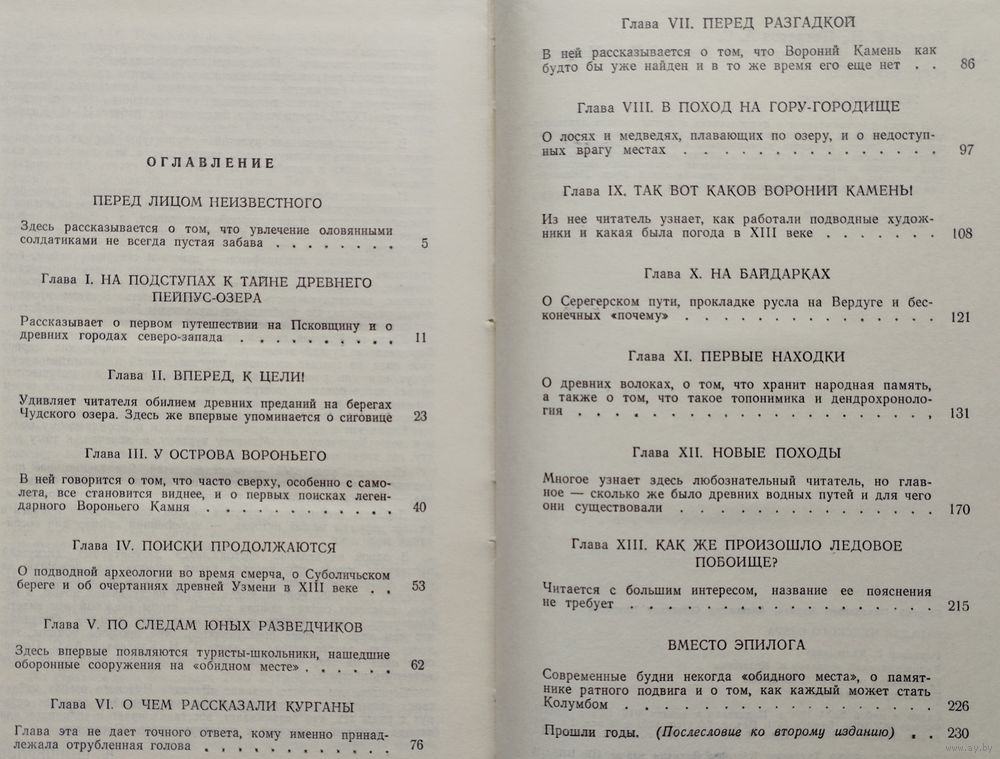 ОГЛАВЛЕНИЕ
ПЕРЕД ЛИЦОМ НЕИЗВЕСТНОГО
Здесь рассказывается о том, что увлечение оловянными
солдатиками не всегда пустая забава . . . . . . . . 5
Глава I. НА ПОДСТУПАХ К ТАЙНЕ ДРЕВНЕГО
ПЕЙПУС-ОЗЕРА
Рассказывает о первом путешествии на Псковщину и о
древних городах северо-запада . . . . . . . . . . 11
Глава II. ВПЕРЕД, К ЦЕЛИ!
Удивляет читателя обилием древних преданий на берегах
Чудского озера. Здесь же впервые упоминается о сиговице 23
Глава III. У ОСТРОВА ВОРОНЬЕГО
В ней говорится о том, что часто сверху, особенно с само-
лета, все становится виднее, и о первых поисках леген-
дарного Вороньего Камня . . . . . . . . . . . . 40
Глава IV. ПОИСКИ ПРОДОЛЖАЮТСЯ
О подводной археологии во время смерча, о Суболичьском
береге и об очертаниях древней Узмени в XIII веке . . 53
Глава V. ПО СЛЕДАМ ЮНЫХ РАЗВЕДЧИКОВ
Здесь впервые появляются туристы-школьники, нашедшие
оборонные сооружения на «обидном месте» . . . . . . 62
Глава VI. О ЧЕМ РАССКАЗАЛИ КУРГАНЫ
Глава эта не дает точного ответа, кому именно принад-
лежала отрубленная голова . . . . . . . . . . . . 76
Глава VII. ПЕРЕД РАЗГАДКОЙ
В ней рассказывается о том, что Вороний Камень как
будто бы уже найден и в то же время его еще нет . . 86
Глава VIII. В ПОХОД НА ГОРУ-ГОРОДИЩЕ
О лосях и медведях, плавающих по озеру, и о недоступ-
ных врагу местах . . . . . . . . . . . . . . . . 97
Глава IX. ТАК ВОТ КАКОВ ВОРОНИЙ КАМЕНЬ!
Из нее читатель узнает, как работали подводные худож-
ники и какая была погода в XIII веке . . . . . . . 108
Глава X. НА БАЙДАРКАХ
О Серегерском пути, прокладке русла на Вердуге и бес-
конечных «почему» . . . . . . . . . . . . . . . 121
Глава XI. ПЕРВЫЕ НАХОДКИ
О древних волоках, о том, что хранит народная память,
а также о том, что такое топонимика и дендрохроноло-
гия . . . . . . . . . . . . . . . . . . . . 131
Глава XII. НОВЫЕ ПОХОДЫ
Многое узнает здесь любознательный читатель, но глав-
ное — сколько же было древних водных путей и для чего
они существовали . . . . . . . . . . . . . . . . 170
Глава XIII. КАК ЖЕ ПРОИЗОШЛО ЛЕДОВОЕ
ПОБОИЩЕ?
Читается с большим интересом, название ее пояснения
не требует . . . . . . . . . . . . . . . . . . 215
ВМЕСТО ЭПИЛОГА
Современные будни некогда «обидного места», о памят-
нике ратного подвига и о том, как каждый может стать
Колумбом . . . . . . . . . . . . . . . . . . 226
Прошли годы. (Послесловие ко второму изданию) . . 230
www.ay.by